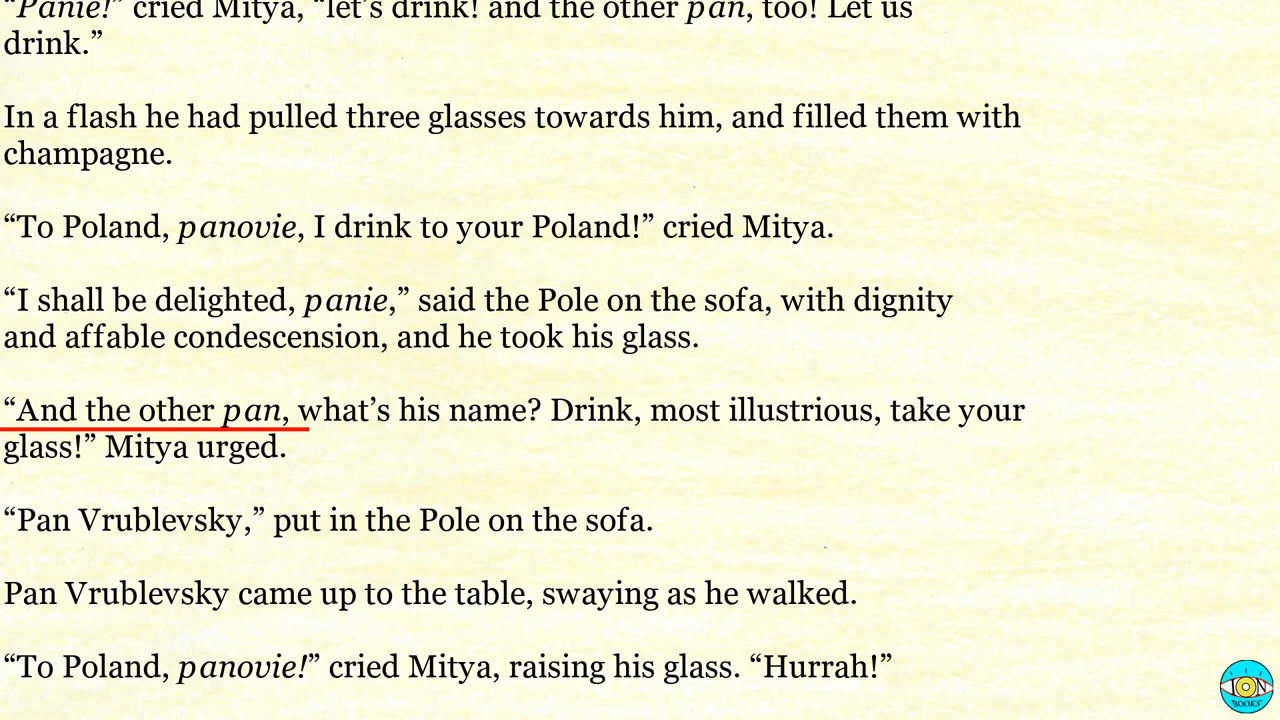 “Panie!” cried Mitya, “let’s drink! and the other pan, too! Let us
drink.”
In a flash he had pulled three glasses towards him, and filled them with
champagne.
“To Poland, panovie, I drink to your Poland!” cried Mitya.
“I shall be delighted, panie,” said the Pole on the sofa, with dignity
and affable condescension, and he took his glass.
“And the other pan, what’s his name? Drink, most illustrious, take your
glass!” Mitya urged.
“Pan Vrublevsky,” put in the Pole on the sofa.
Pan Vrublevsky came up to the table, swaying as he walked.
“To Poland, panovie!” cried Mitya, raising his glass. “Hurrah!”
ION
BOOKS